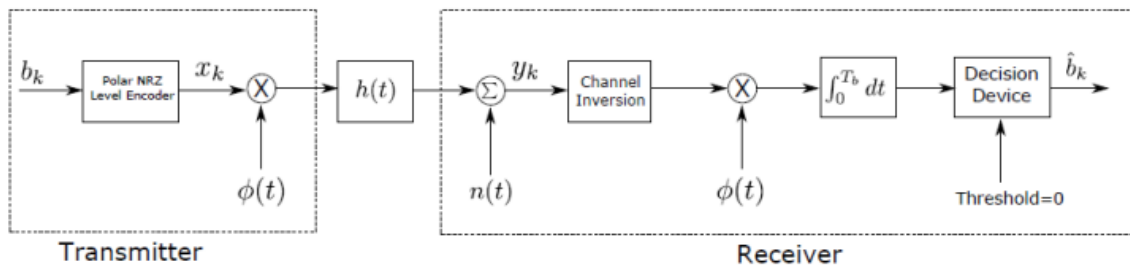 b_k
Polar NRZ
Level Encoder
x_k
X
ϕ(t)
h(t)
Σ
n(t)
y_k
Channel
Inversion
X
ϕ(t)
∫_0^{T_b} dt
Decision
Device
Threshold=0
b̂_k
Transmitter
Receiver